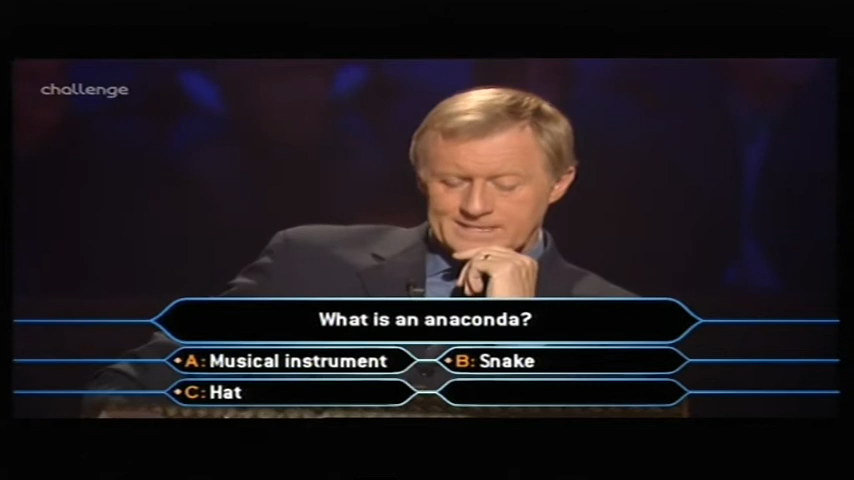 challenge
What is an anaconda?
A: Musical instrument
B: Snake
C: Hat